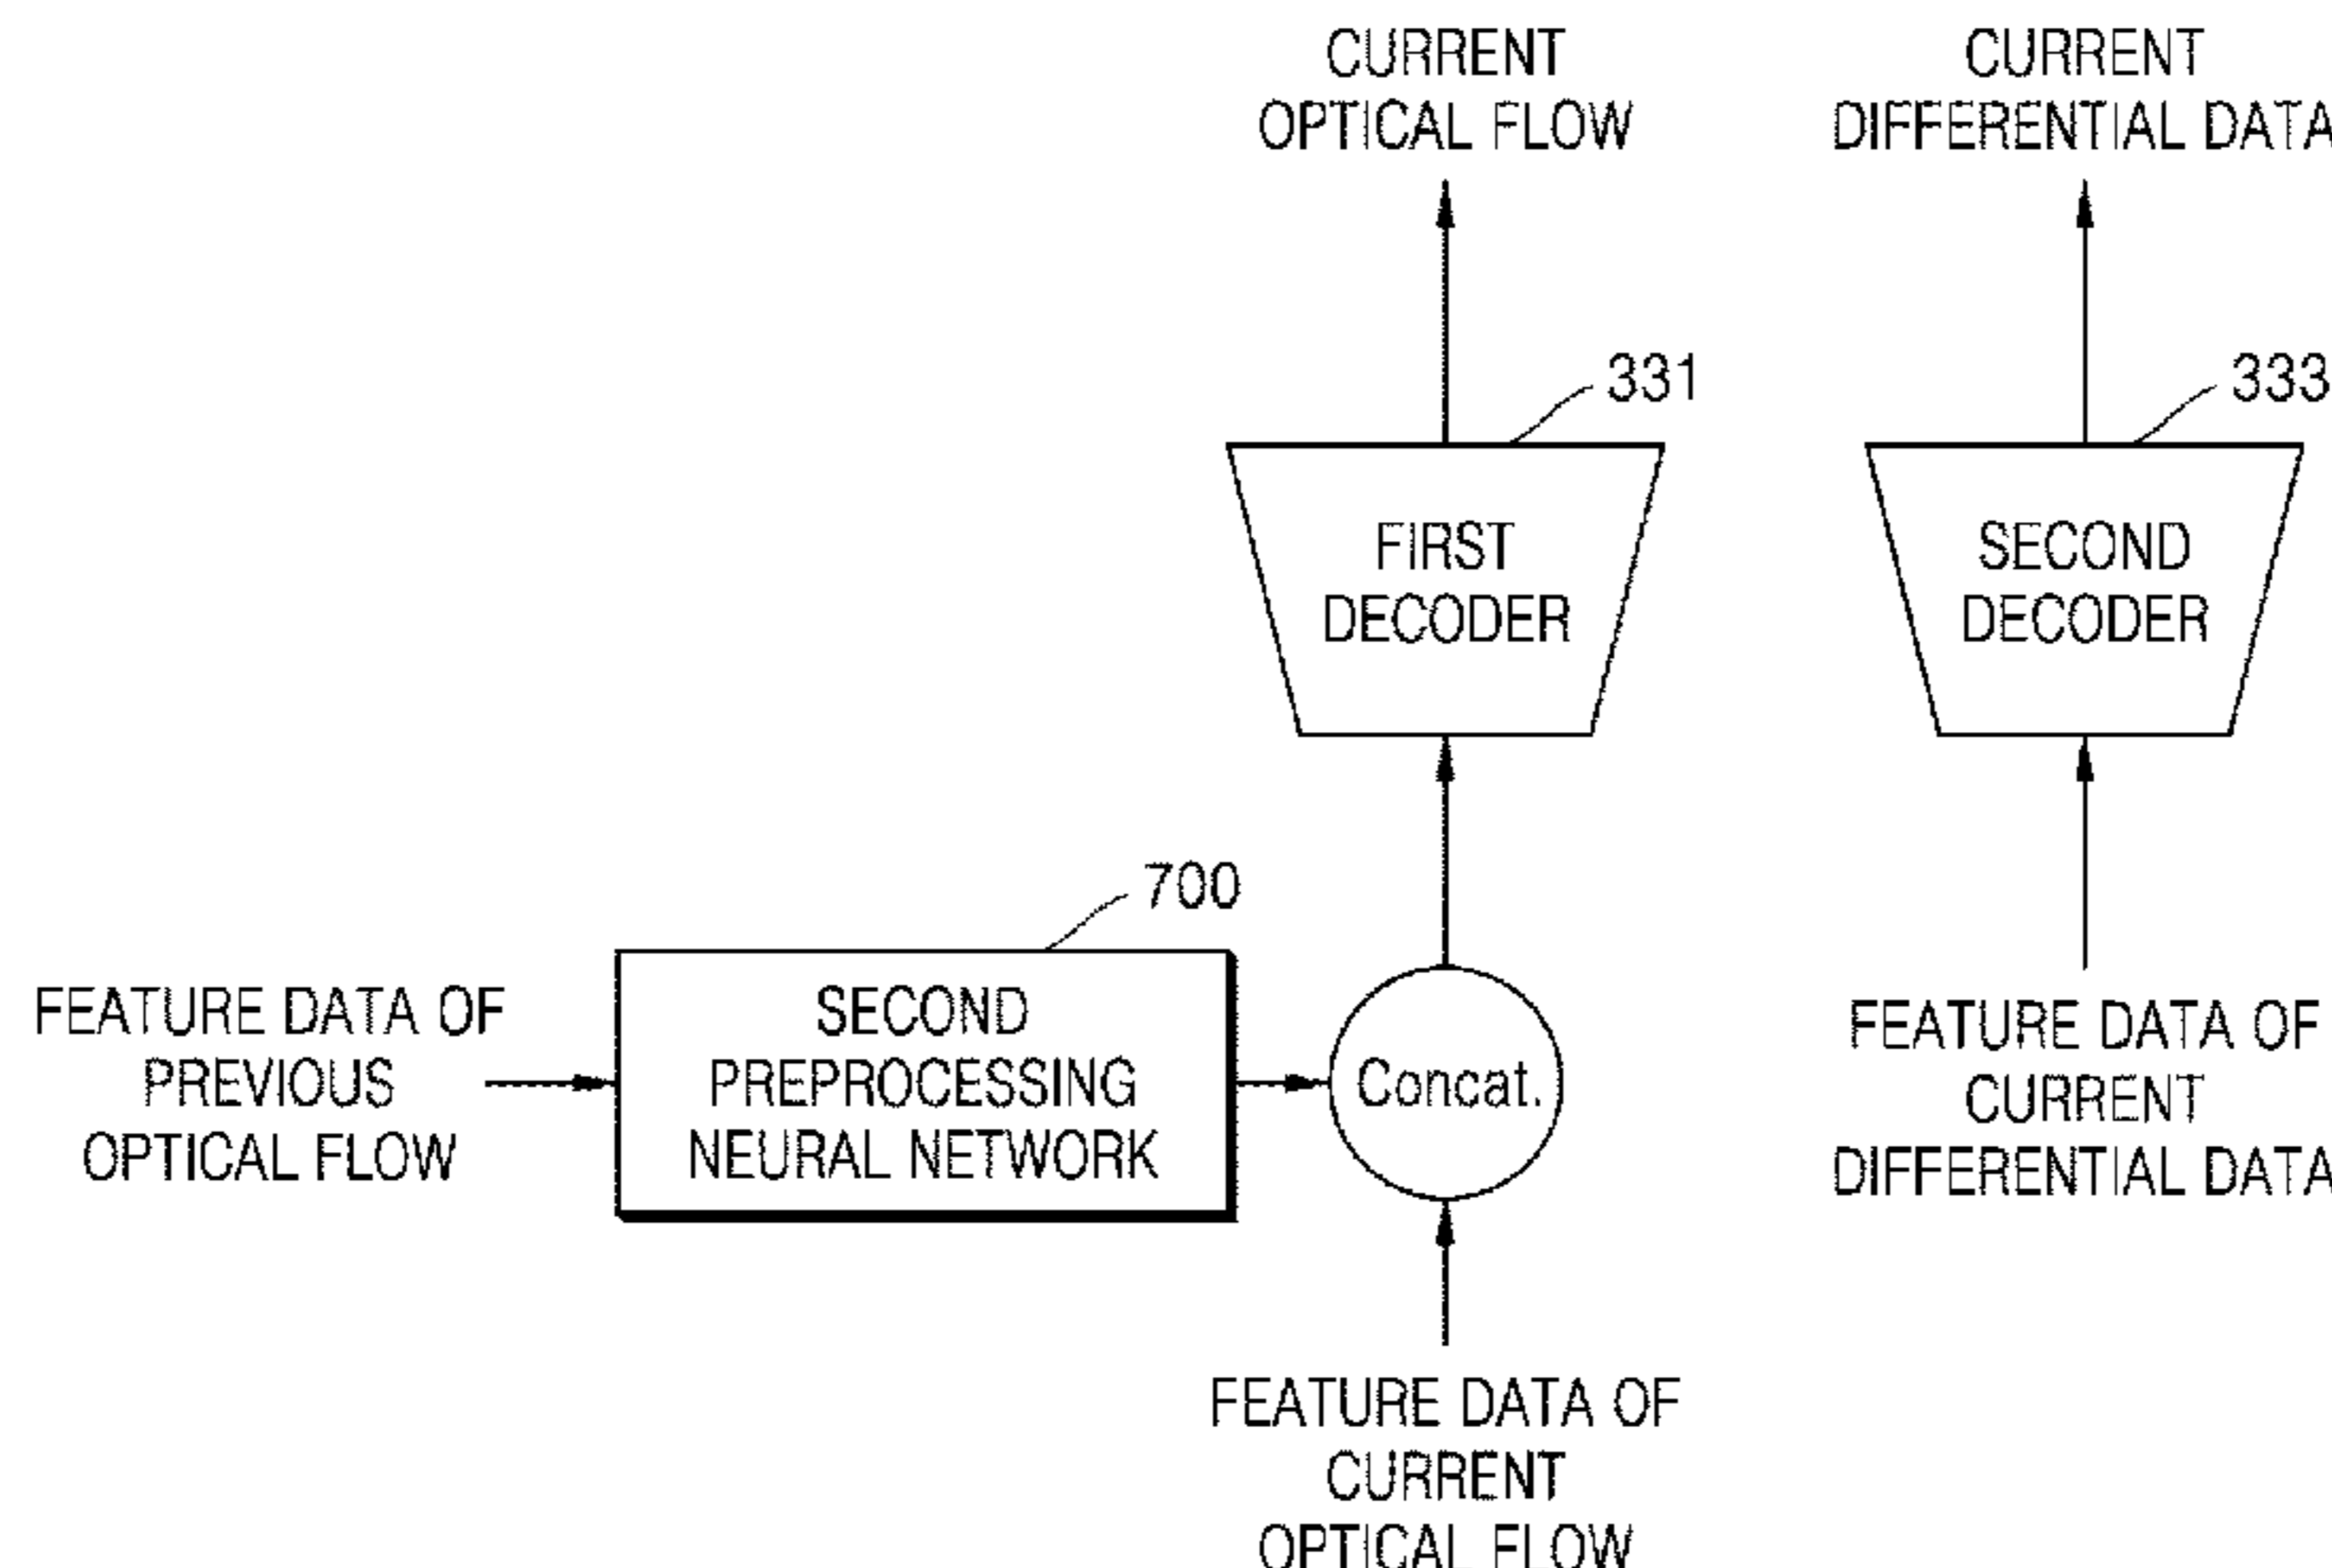 CURRENT
OPTICAL FLOW
CURRENT
DIFFERENTIAL DATA
331
333
FIRST
DECODER
SECOND
DECODER
700
FEATURE DATA OF
PREVIOUS
OPTICAL FLOW
SECOND
PREPROCESSING
NEURAL NETWORK
Concat.
FEATURE DATA OF
CURRENT
DIFFERENTIAL DATA
FEATURE DATA OF
CURRENT
OPTICAL FLOW